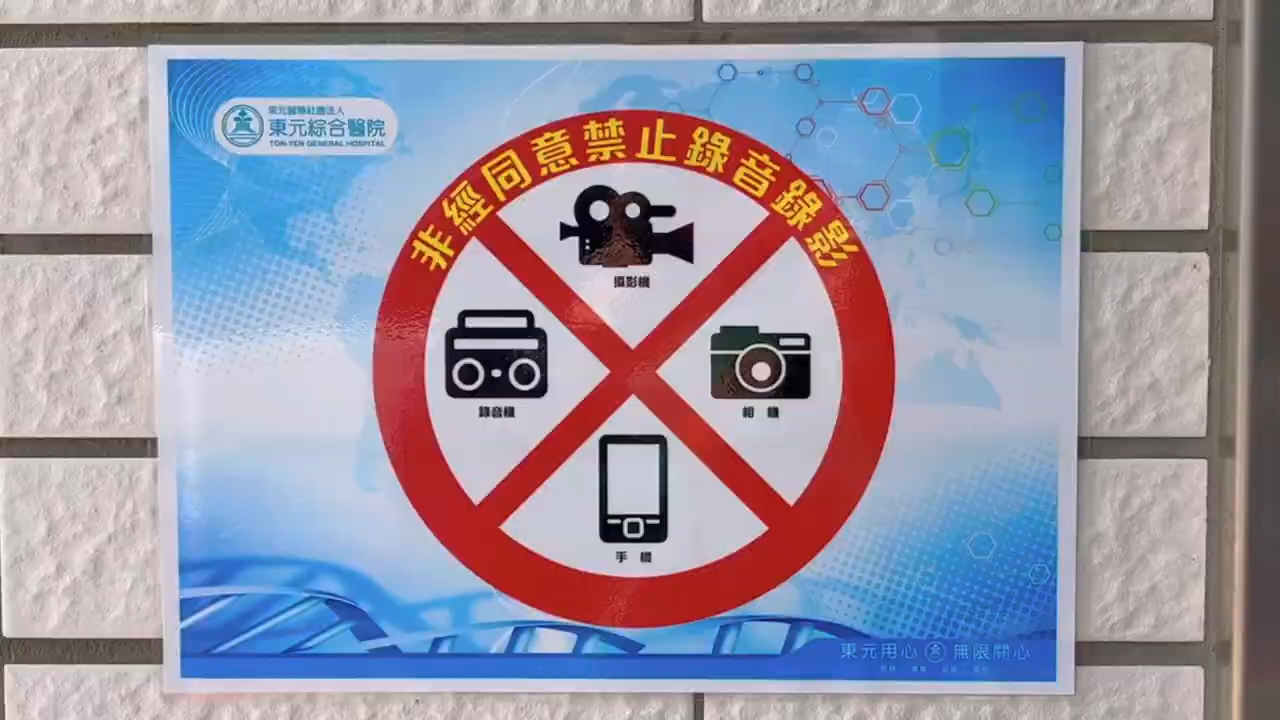 東元醫療社團法人
東元綜合醫院
TON-YEN GENERAL HOSPITAL
非經同意禁止錄音錄影
攝影機
錄音機
相 機
手 機
東元用心 無限關心